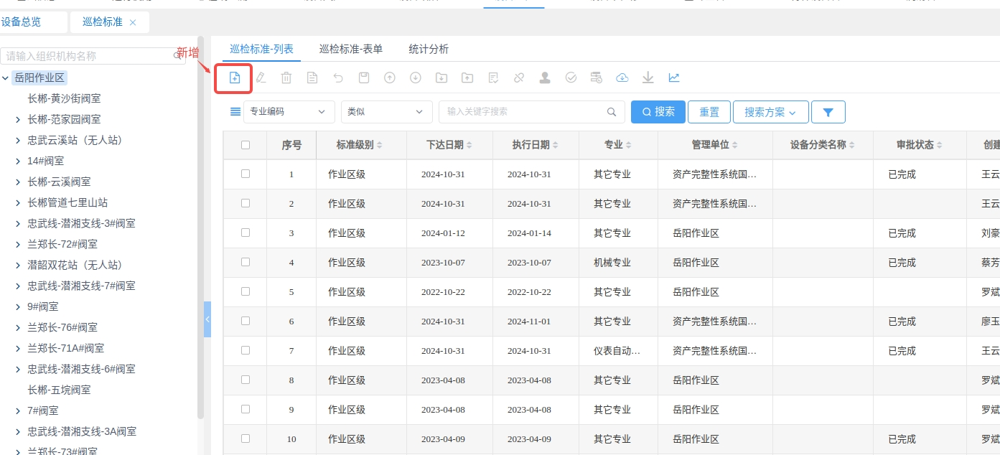 设备总览
巡检标准
请输入组织机构名称
新增
岳阳作业区
长郴-黄沙街阀室
长郴-范家园阀室
忠武云溪站（无人站）
14#阀室
长郴-云溪阀室
长郴管道七里山站
忠武线-潜湘支线-3#阀室
兰郑长-72#阀室
潜韶双花站（无人站）
忠武线-潜湘支线-7#阀室
9#阀室
兰郑长-76#阀室
兰郑长-71A#阀室
忠武线-潜湘支线-6#阀室
长郴-五垸阀室
7#阀室
忠武线-潜湘支线-3A阀室
兰郑长-73#阀室
巡检标准-列表 巡检标准-表单 统计分析
专业编码 类似 输入关键字搜索 搜索 重置 搜索方案
序号 标准级别 下达日期 执行日期 专业 管理单位 设备分类名称 审批状态 创建
1 作业区级 2024-10-31 2024-10-31 其它专业 资产完整性系统国… 已完成 王云
2 作业区级 2024-10-31 2024-10-31 其它专业 资产完整性系统国… 王云
3 作业区级 2024-01-12 2024-01-14 其它专业 岳阳作业区 已完成 刘豪
4 作业区级 2023-10-07 2023-10-07 机械专业 岳阳作业区 已完成 蔡芳
5 作业区级 2022-10-22 2022-10-22 其它专业 岳阳作业区 罗斌
6 作业区级 2024-10-31 2024-11-01 其它专业 资产完整性系统国… 已完成 廖玉
7 作业区级 2024-10-31 2024-10-31 仪表自动… 资产完整性系统国… 已完成 王云
8 作业区级 2023-04-08 2023-04-08 其它专业 岳阳作业区 罗斌
9 作业区级 2023-04-08 2023-04-08 其它专业 岳阳作业区 罗斌
10 作业区级 2023-04-09 2023-04-09 其它专业 岳阳作业区 已完成 罗斌